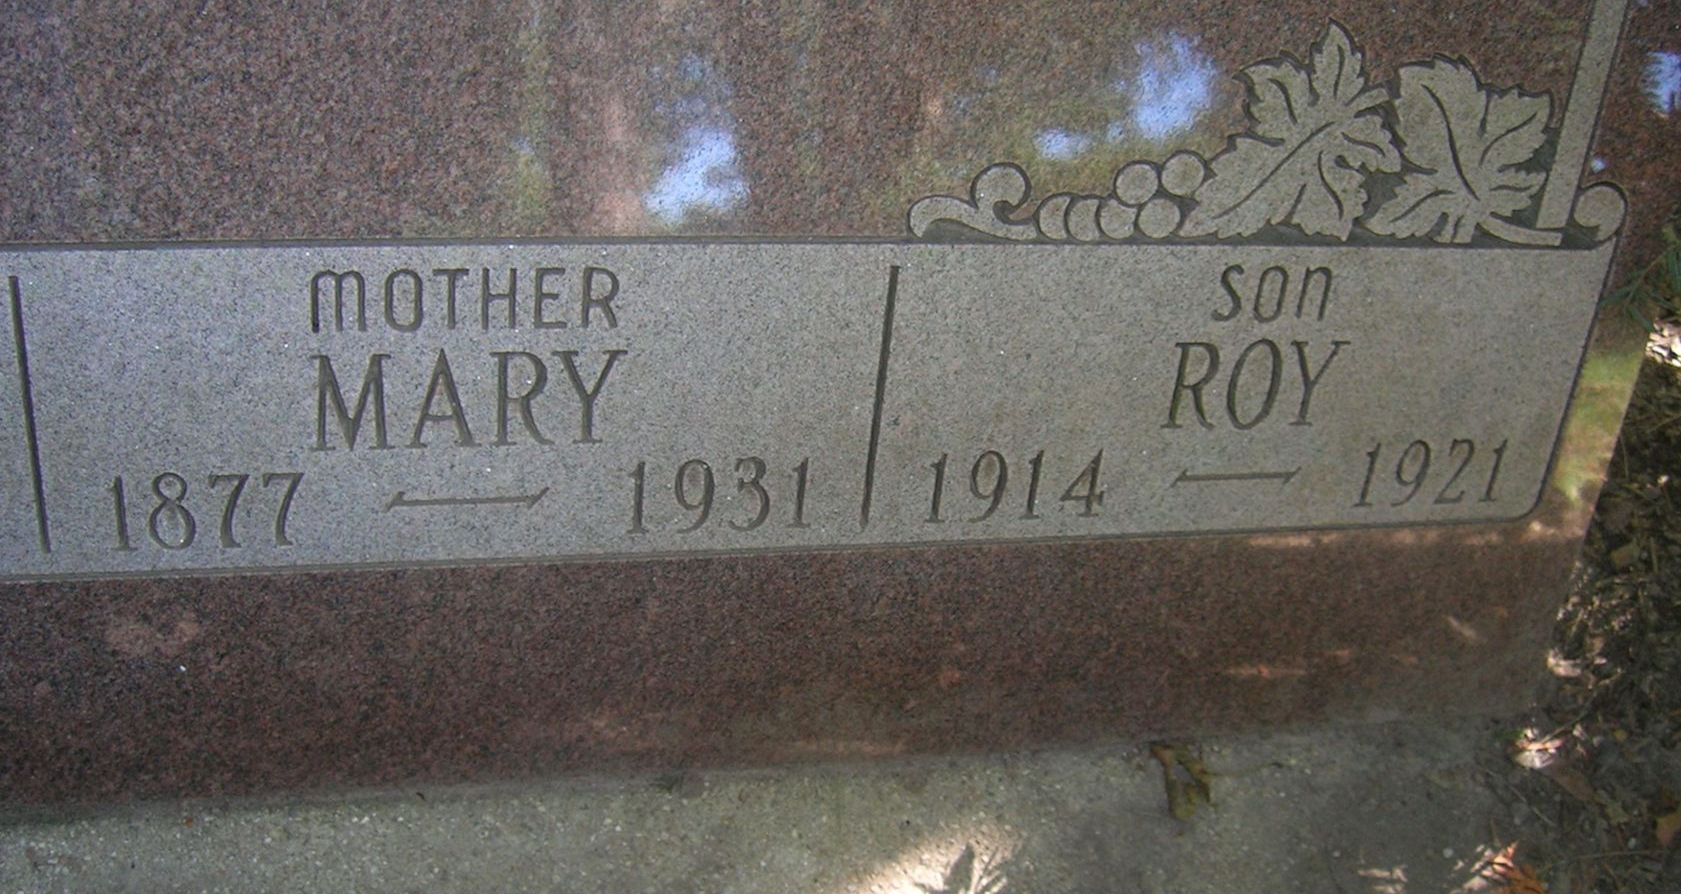 MOTHER
MARY
1877 — 1931
SON
ROY
1914 — 1921